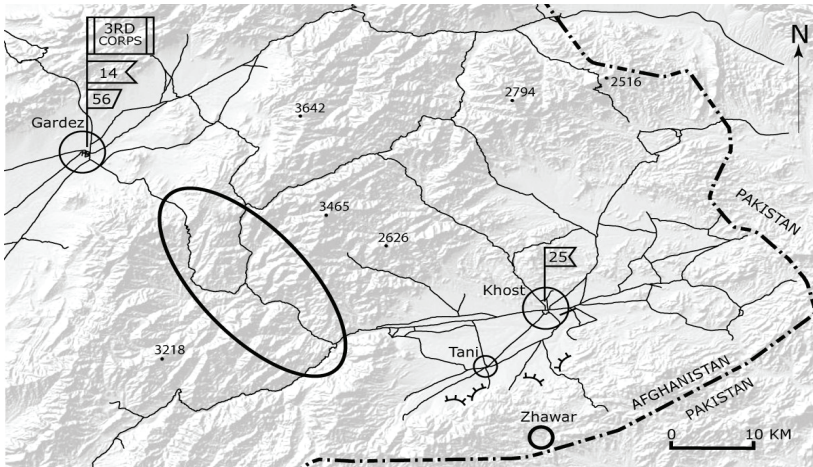 3RD
CORPS
14
56
Gardez
3642
2794
2516
N
3465
2626
PAKISTAN
25
Khost
3218
Tani
AFGHANISTAN
PAKISTAN
Zhawar
0 10 KM